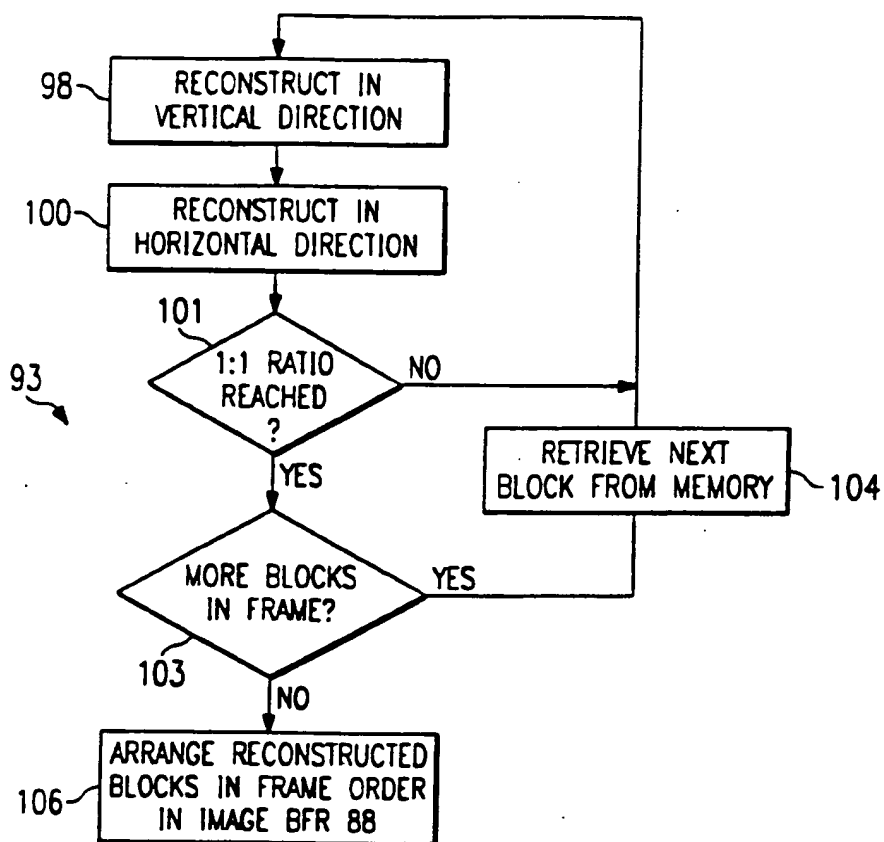 98
RECONSTRUCT IN
VERTICAL DIRECTION
100
RECONSTRUCT IN
HORIZONTAL DIRECTION
101
1:1 RATIO
REACHED
?
NO
93
YES
RETRIEVE NEXT
BLOCK FROM MEMORY
104
MORE BLOCKS
IN FRAME?
YES
103
NO
ARRANGE RECONSTRUCTED
BLOCKS IN FRAME ORDER
IN IMAGE BFR 88
106